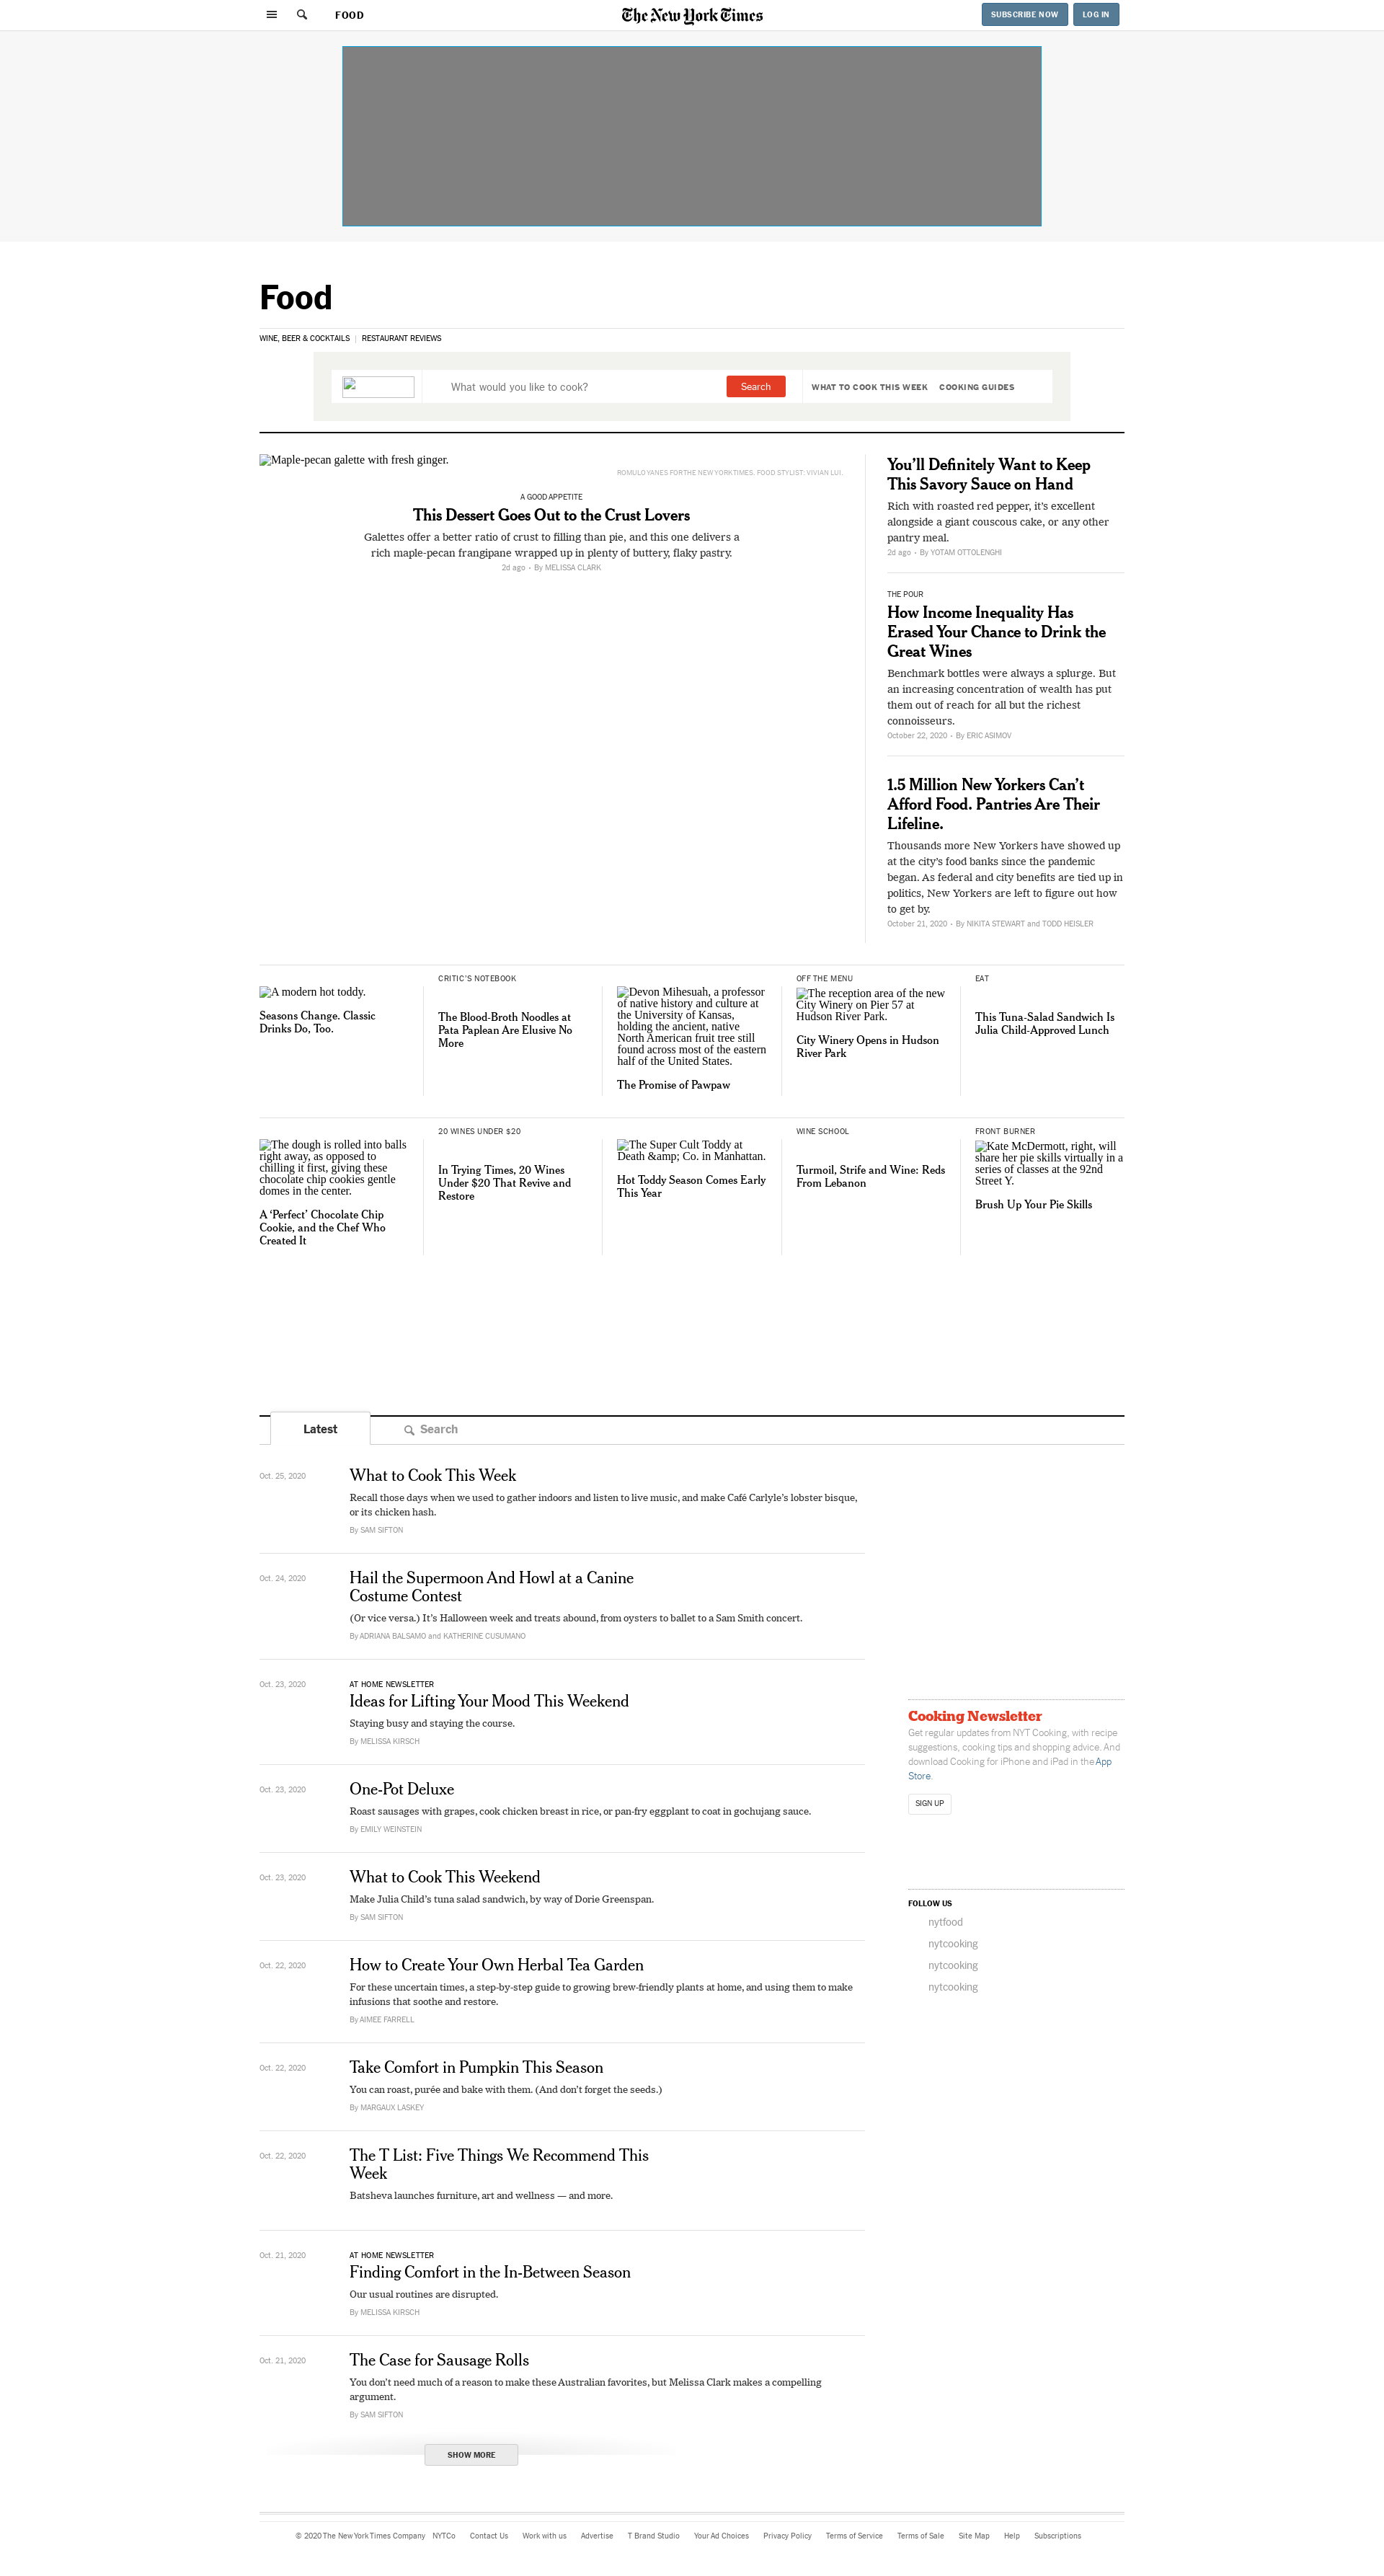 FOOD
The New York Times
SUBSCRIBE NOW
LOG IN
Food
WINE, BEER & COCKTAILS | RESTAURANT REVIEWS
What would you like to cook?
Search
WHAT TO COOK THIS WEEK
COOKING GUIDES
Maple-pecan galette with fresh ginger.
ROMULO YANES FOR THE NEW YORK TIMES. FOOD STYLIST: VIVIAN LUI.
A GOOD APPETITE
This Dessert Goes Out to the Crust Lovers
Galettes offer a better ratio of crust to filling than pie, and this one delivers a
rich maple-pecan frangipane wrapped up in plenty of buttery, flaky pastry.
2d ago • By MELISSA CLARK
You’ll Definitely Want to Keep
This Savory Sauce on Hand
Rich with roasted red pepper, it’s excellent
alongside a giant couscous cake, or any other
pantry meal.
2d ago • By YOTAM OTTOLENGHI
THE POUR
How Income Inequality Has
Erased Your Chance to Drink the
Great Wines
Benchmark bottles were always a splurge. But
an increasing concentration of wealth has put
them out of reach for all but the richest
connoisseurs.
October 22, 2020 • By ERIC ASIMOV
1.5 Million New Yorkers Can’t
Afford Food. Pantries Are Their
Lifeline.
Thousands more New Yorkers have showed up
at the city’s food banks since the pandemic
began. As federal and city benefits are tied up in
politics, New Yorkers are left to figure out how
to get by.
October 21, 2020 • By NIKITA STEWART and TODD HEISLER
A modern hot toddy.
Seasons Change. Classic
Drinks Do, Too.
CRITIC’S NOTEBOOK
The Blood-Broth Noodles at
Pata Paplean Are Elusive No
More
Devon Mihesuah, a professor
of native history and culture at
the University of Kansas,
holding the ancient, native
North American fruit tree still
found across most of the eastern
half of the United States.
The Promise of Pawpaw
OFF THE MENU
The reception area of the new
City Winery on Pier 57 at
Hudson River Park.
City Winery Opens in Hudson
River Park
EAT
This Tuna-Salad Sandwich Is
Julia Child-Approved Lunch
The dough is rolled into balls
right away, as opposed to
chilling it first, giving these
chocolate chip cookies gentle
domes in the center.
A ‘Perfect’ Chocolate Chip
Cookie, and the Chef Who
Created It
20 WINES UNDER $20
In Trying Times, 20 Wines
Under $20 That Revive and
Restore
The Super Cult Toddy at
Death &amp; Co. in Manhattan.
Hot Toddy Season Comes Early
This Year
WINE SCHOOL
Turmoil, Strife and Wine: Reds
From Lebanon
FRONT BURNER
Kate McDermott, right, will
share her pie skills virtually in a
series of classes at the 92nd
Street Y.
Brush Up Your Pie Skills
Latest
Search
Oct. 25, 2020
What to Cook This Week
Recall those days when we used to gather indoors and listen to live music, and make Café Carlyle’s lobster bisque,
or its chicken hash.
By SAM SIFTON
Oct. 24, 2020
Hail the Supermoon And Howl at a Canine
Costume Contest
(Or vice versa.) It’s Halloween week and treats abound, from oysters to ballet to a Sam Smith concert.
By ADRIANA BALSAMO and KATHERINE CUSUMANO
Oct. 23, 2020
AT HOME NEWSLETTER
Ideas for Lifting Your Mood This Weekend
Staying busy and staying the course.
By MELISSA KIRSCH
Oct. 23, 2020
One-Pot Deluxe
Roast sausages with grapes, cook chicken breast in rice, or pan-fry eggplant to coat in gochujang sauce.
By EMILY WEINSTEIN
Oct. 23, 2020
What to Cook This Weekend
Make Julia Child’s tuna salad sandwich, by way of Dorie Greenspan.
By SAM SIFTON
Oct. 22, 2020
How to Create Your Own Herbal Tea Garden
For these uncertain times, a step-by-step guide to growing brew-friendly plants at home, and using them to make
infusions that soothe and restore.
By AIMEE FARRELL
Oct. 22, 2020
Take Comfort in Pumpkin This Season
You can roast, purée and bake with them. (And don’t forget the seeds.)
By MARGAUX LASKEY
Oct. 22, 2020
The T List: Five Things We Recommend This
Week
Batsheva launches furniture, art and wellness — and more.
Oct. 21, 2020
AT HOME NEWSLETTER
Finding Comfort in the In-Between Season
Our usual routines are disrupted.
By MELISSA KIRSCH
Oct. 21, 2020
The Case for Sausage Rolls
You don’t need much of a reason to make these Australian favorites, but Melissa Clark makes a compelling
argument.
By SAM SIFTON
SHOW MORE
Cooking Newsletter
Get regular updates from NYT Cooking, with recipe
suggestions, cooking tips and shopping advice. And
download Cooking for iPhone and iPad in the App
Store.
SIGN UP
FOLLOW US
nytfood
nytcooking
nytcooking
nytcooking
© 2020 The New York Times Company NYTCo Contact Us Work with us Advertise T Brand Studio Your Ad Choices Privacy Policy Terms of Service Terms of Sale Site Map Help Subscriptions